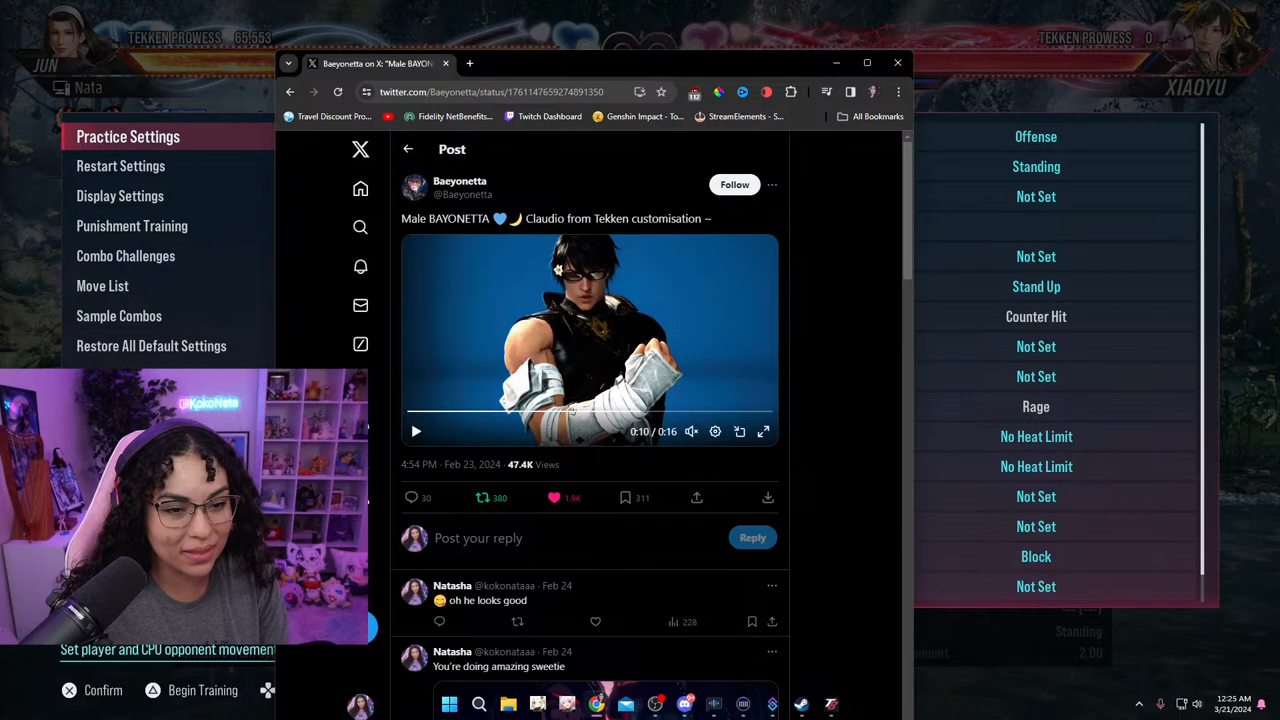 TEKKEN PROWESS 65,553
JUN
Nata
TEKKEN PROWESS 0
XIAOYU
Baeyonetta on X: "Male BAYON
twitter.com/Baeyonetta/status/1761147659274891350
112
Travel Discount Pro...
Fidelity NetBenefits...
Twitch Dashboard
Genshin Impact - To...
StreamElements - S...
All Bookmarks
Practice Settings
Restart Settings
Display Settings
Punishment Training
Combo Challenges
Move List
Sample Combos
Restore All Default Settings
Post
Baeyonetta
@Baeyonetta
Follow
Male BAYONETTA 💙🌙 Claudio from Tekken customisation ~
0:10 / 0:16
4:54 PM · Feb 23, 2024 · 47.4K Views
30
380
1.9K
311
Post your reply
Reply
Natasha @kokonataaa · Feb 24
😋 oh he looks good
228
Natasha @kokonataaa · Feb 24
You're doing amazing sweetie
Offense
Standing
Not Set
Not Set
Stand Up
Counter Hit
Not Set
Not Set
Rage
No Heat Limit
No Heat Limit
Not Set
Not Set
Block
Not Set
Standing
2.00
KokoNata
Set player and CPU opponent movement
Confirm
Begin Training
12:25 AM
3/21/2024